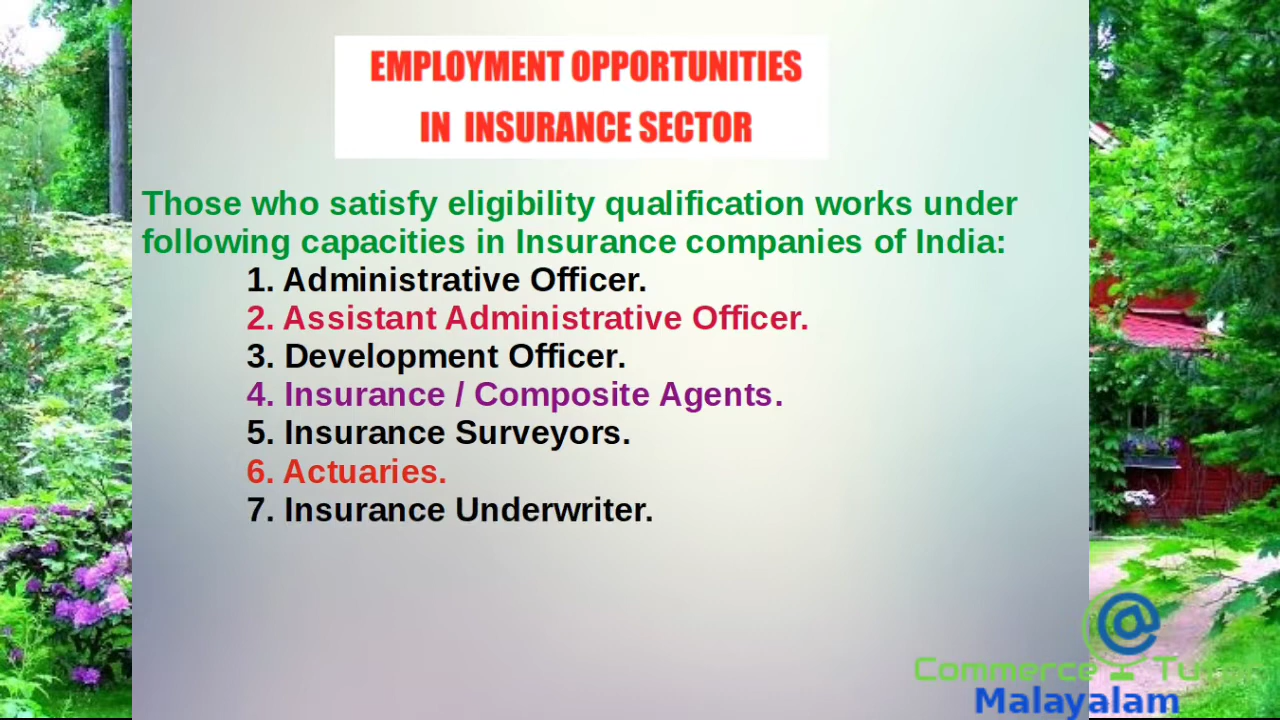 EMPLOYMENT OPPORTUNITIES
IN INSURANCE SECTOR
Those who satisfy eligibility qualification works under
following capacities in Insurance companies of India:
1. Administrative Officer.
2. Assistant Administrative Officer.
3. Development Officer.
4. Insurance / Composite Agents.
5. Insurance Surveyors.
6. Actuaries.
7. Insurance Underwriter.
@
Commerce
Malayalam